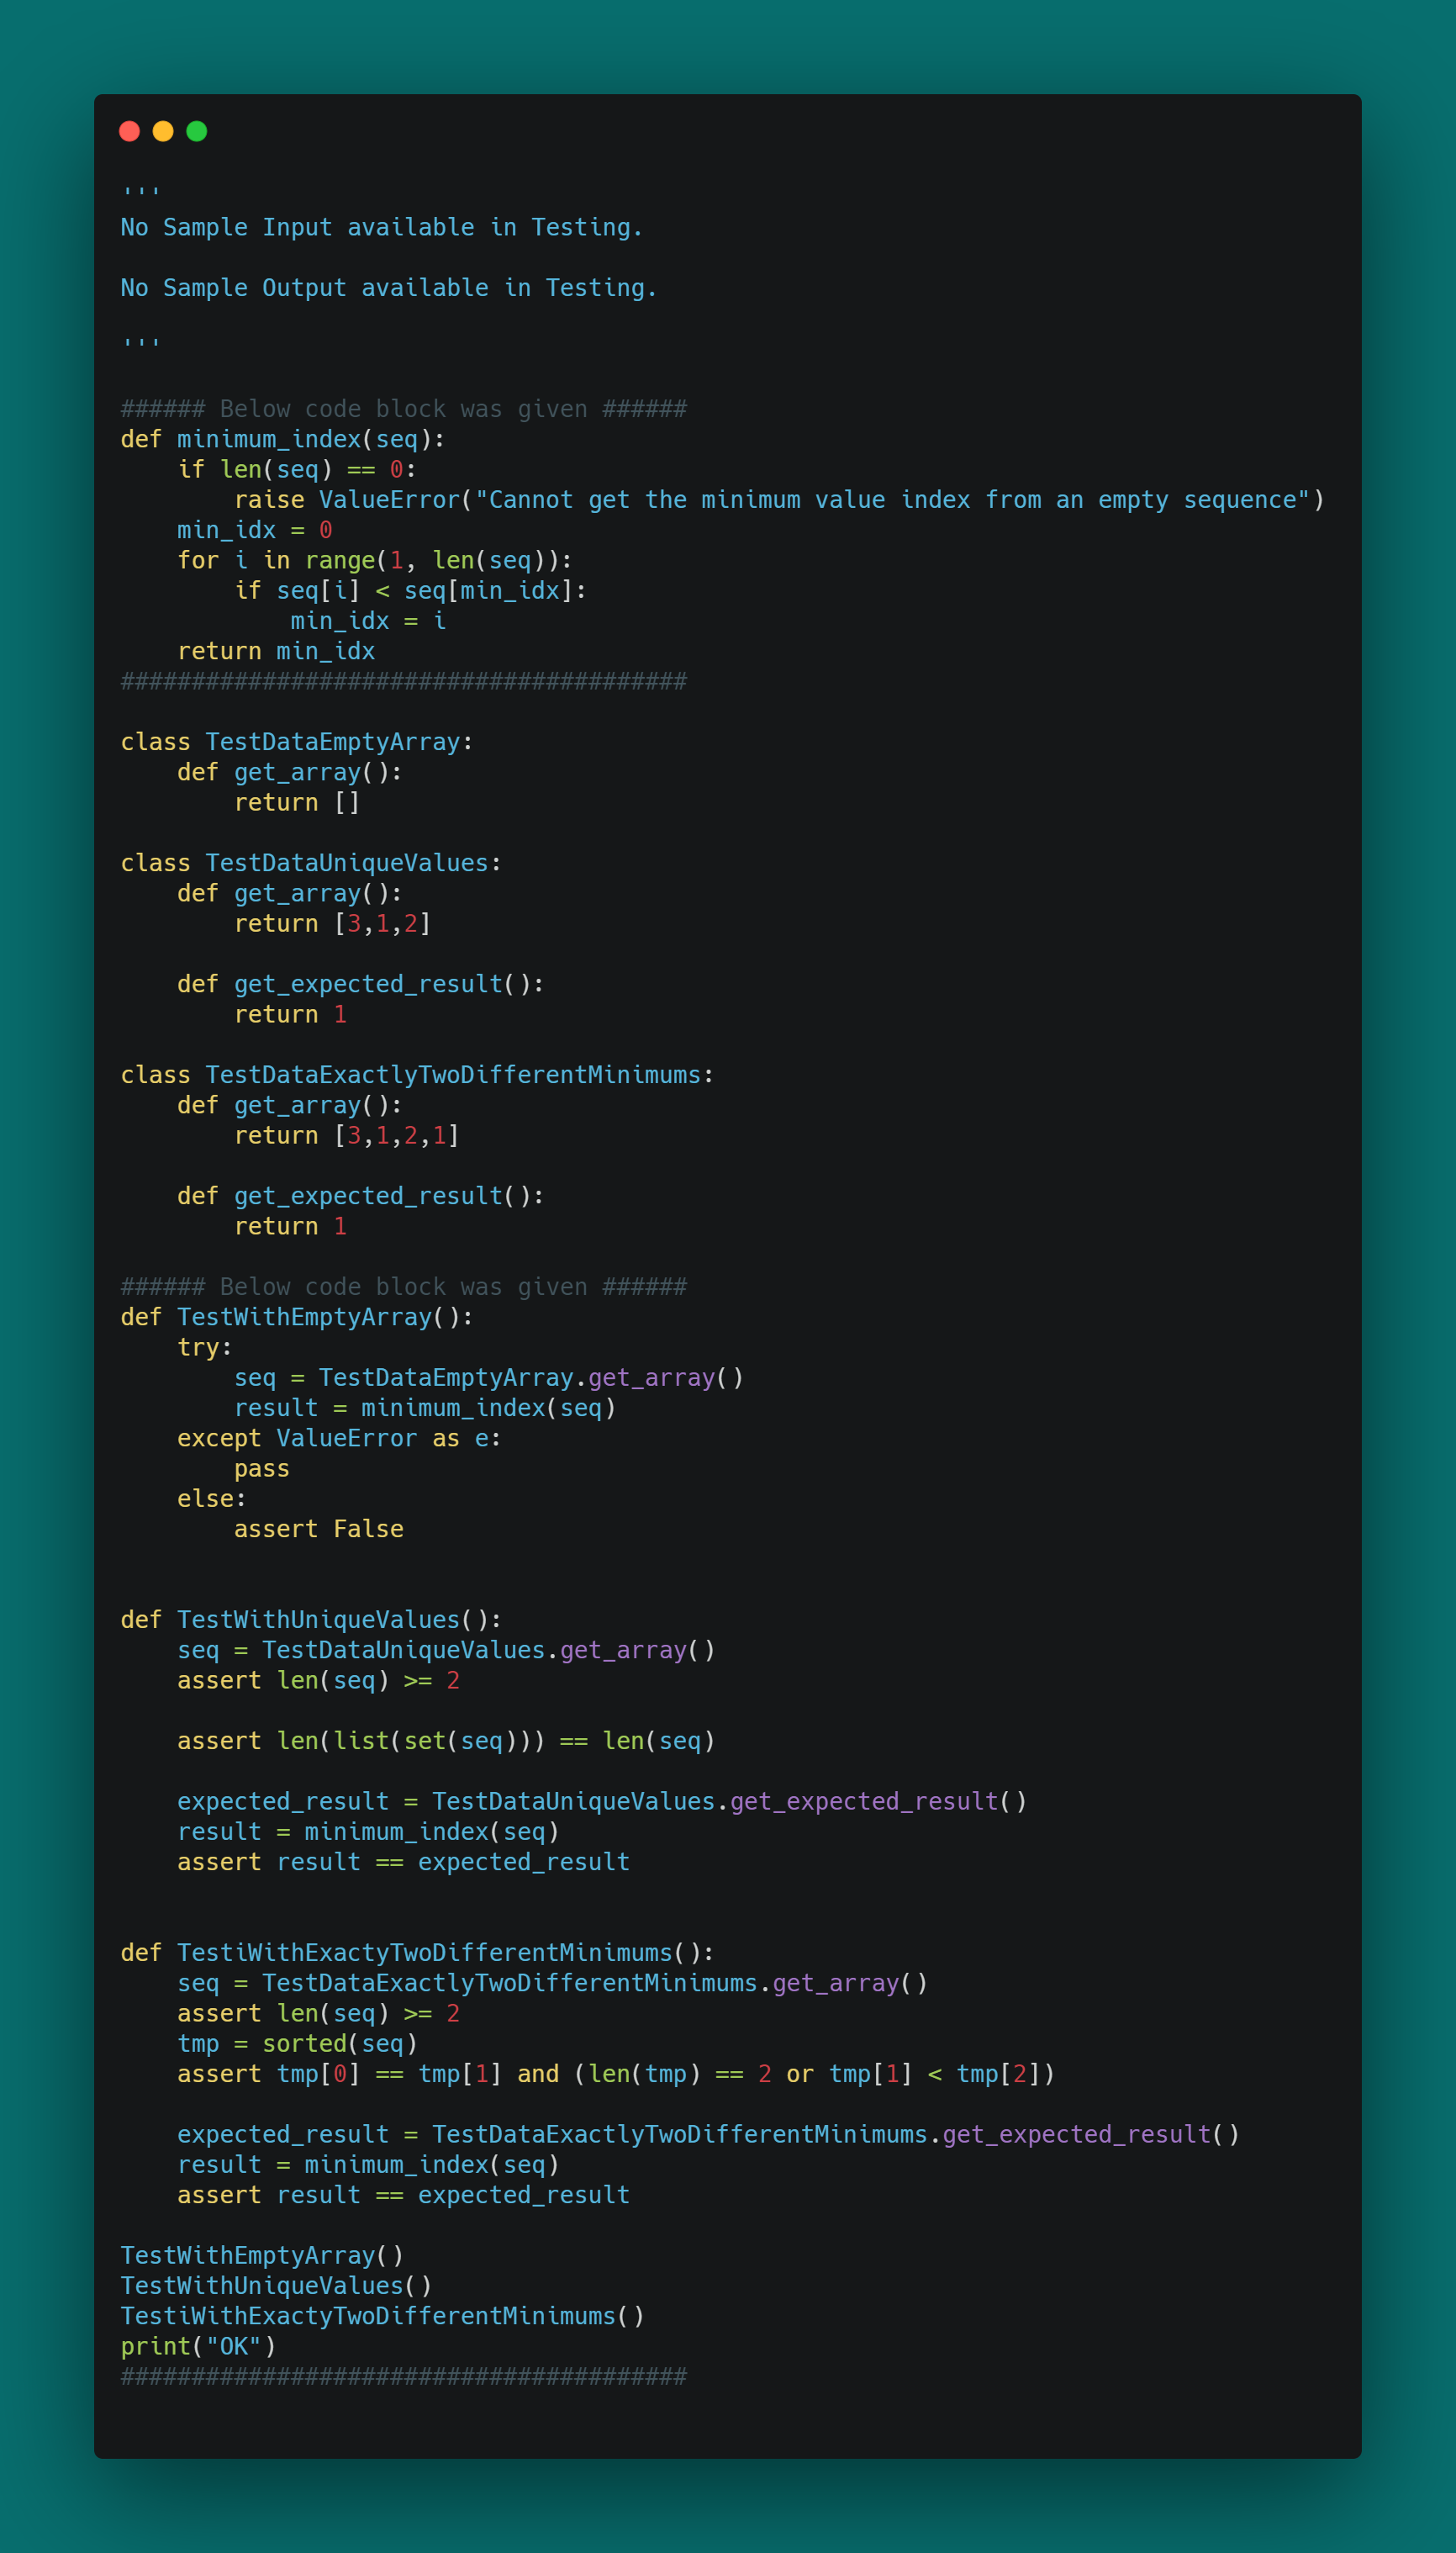 '''
No Sample Input available in Testing.
No Sample Output available in Testing.
'''
###### Below code block was given ######
def minimum_index(seq):
    if len(seq) == 0:
        raise ValueError("Cannot get the minimum value index from an empty sequence")
    min_idx = 0
    for i in range(1, len(seq)):
        if seq[i] < seq[min_idx]:
            min_idx = i
    return min_idx
########################################
class TestDataEmptyArray:
    def get_array():
        return []
class TestDataUniqueValues:
    def get_array():
        return [3,1,2]
    def get_expected_result():
        return 1
class TestDataExactlyTwoDifferentMinimums:
    def get_array():
        return [3,1,2,1]
    def get_expected_result():
        return 1
###### Below code block was given ######
def TestWithEmptyArray():
    try:
        seq = TestDataEmptyArray.get_array()
        result = minimum_index(seq)
    except ValueError as e:
        pass
    else:
        assert False
def TestWithUniqueValues():
    seq = TestDataUniqueValues.get_array()
    assert len(seq) >= 2
    assert len(list(set(seq))) == len(seq)
    expected_result = TestDataUniqueValues.get_expected_result()
    result = minimum_index(seq)
    assert result == expected_result
def TestiWithExactyTwoDifferentMinimums():
    seq = TestDataExactlyTwoDifferentMinimums.get_array()
    assert len(seq) >= 2
    tmp = sorted(seq)
    assert tmp[0] == tmp[1] and (len(tmp) == 2 or tmp[1] < tmp[2])
    expected_result = TestDataExactlyTwoDifferentMinimums.get_expected_result()
    result = minimum_index(seq)
    assert result == expected_result
TestWithEmptyArray()
TestWithUniqueValues()
TestiWithExactyTwoDifferentMinimums()
print("OK")
########################################